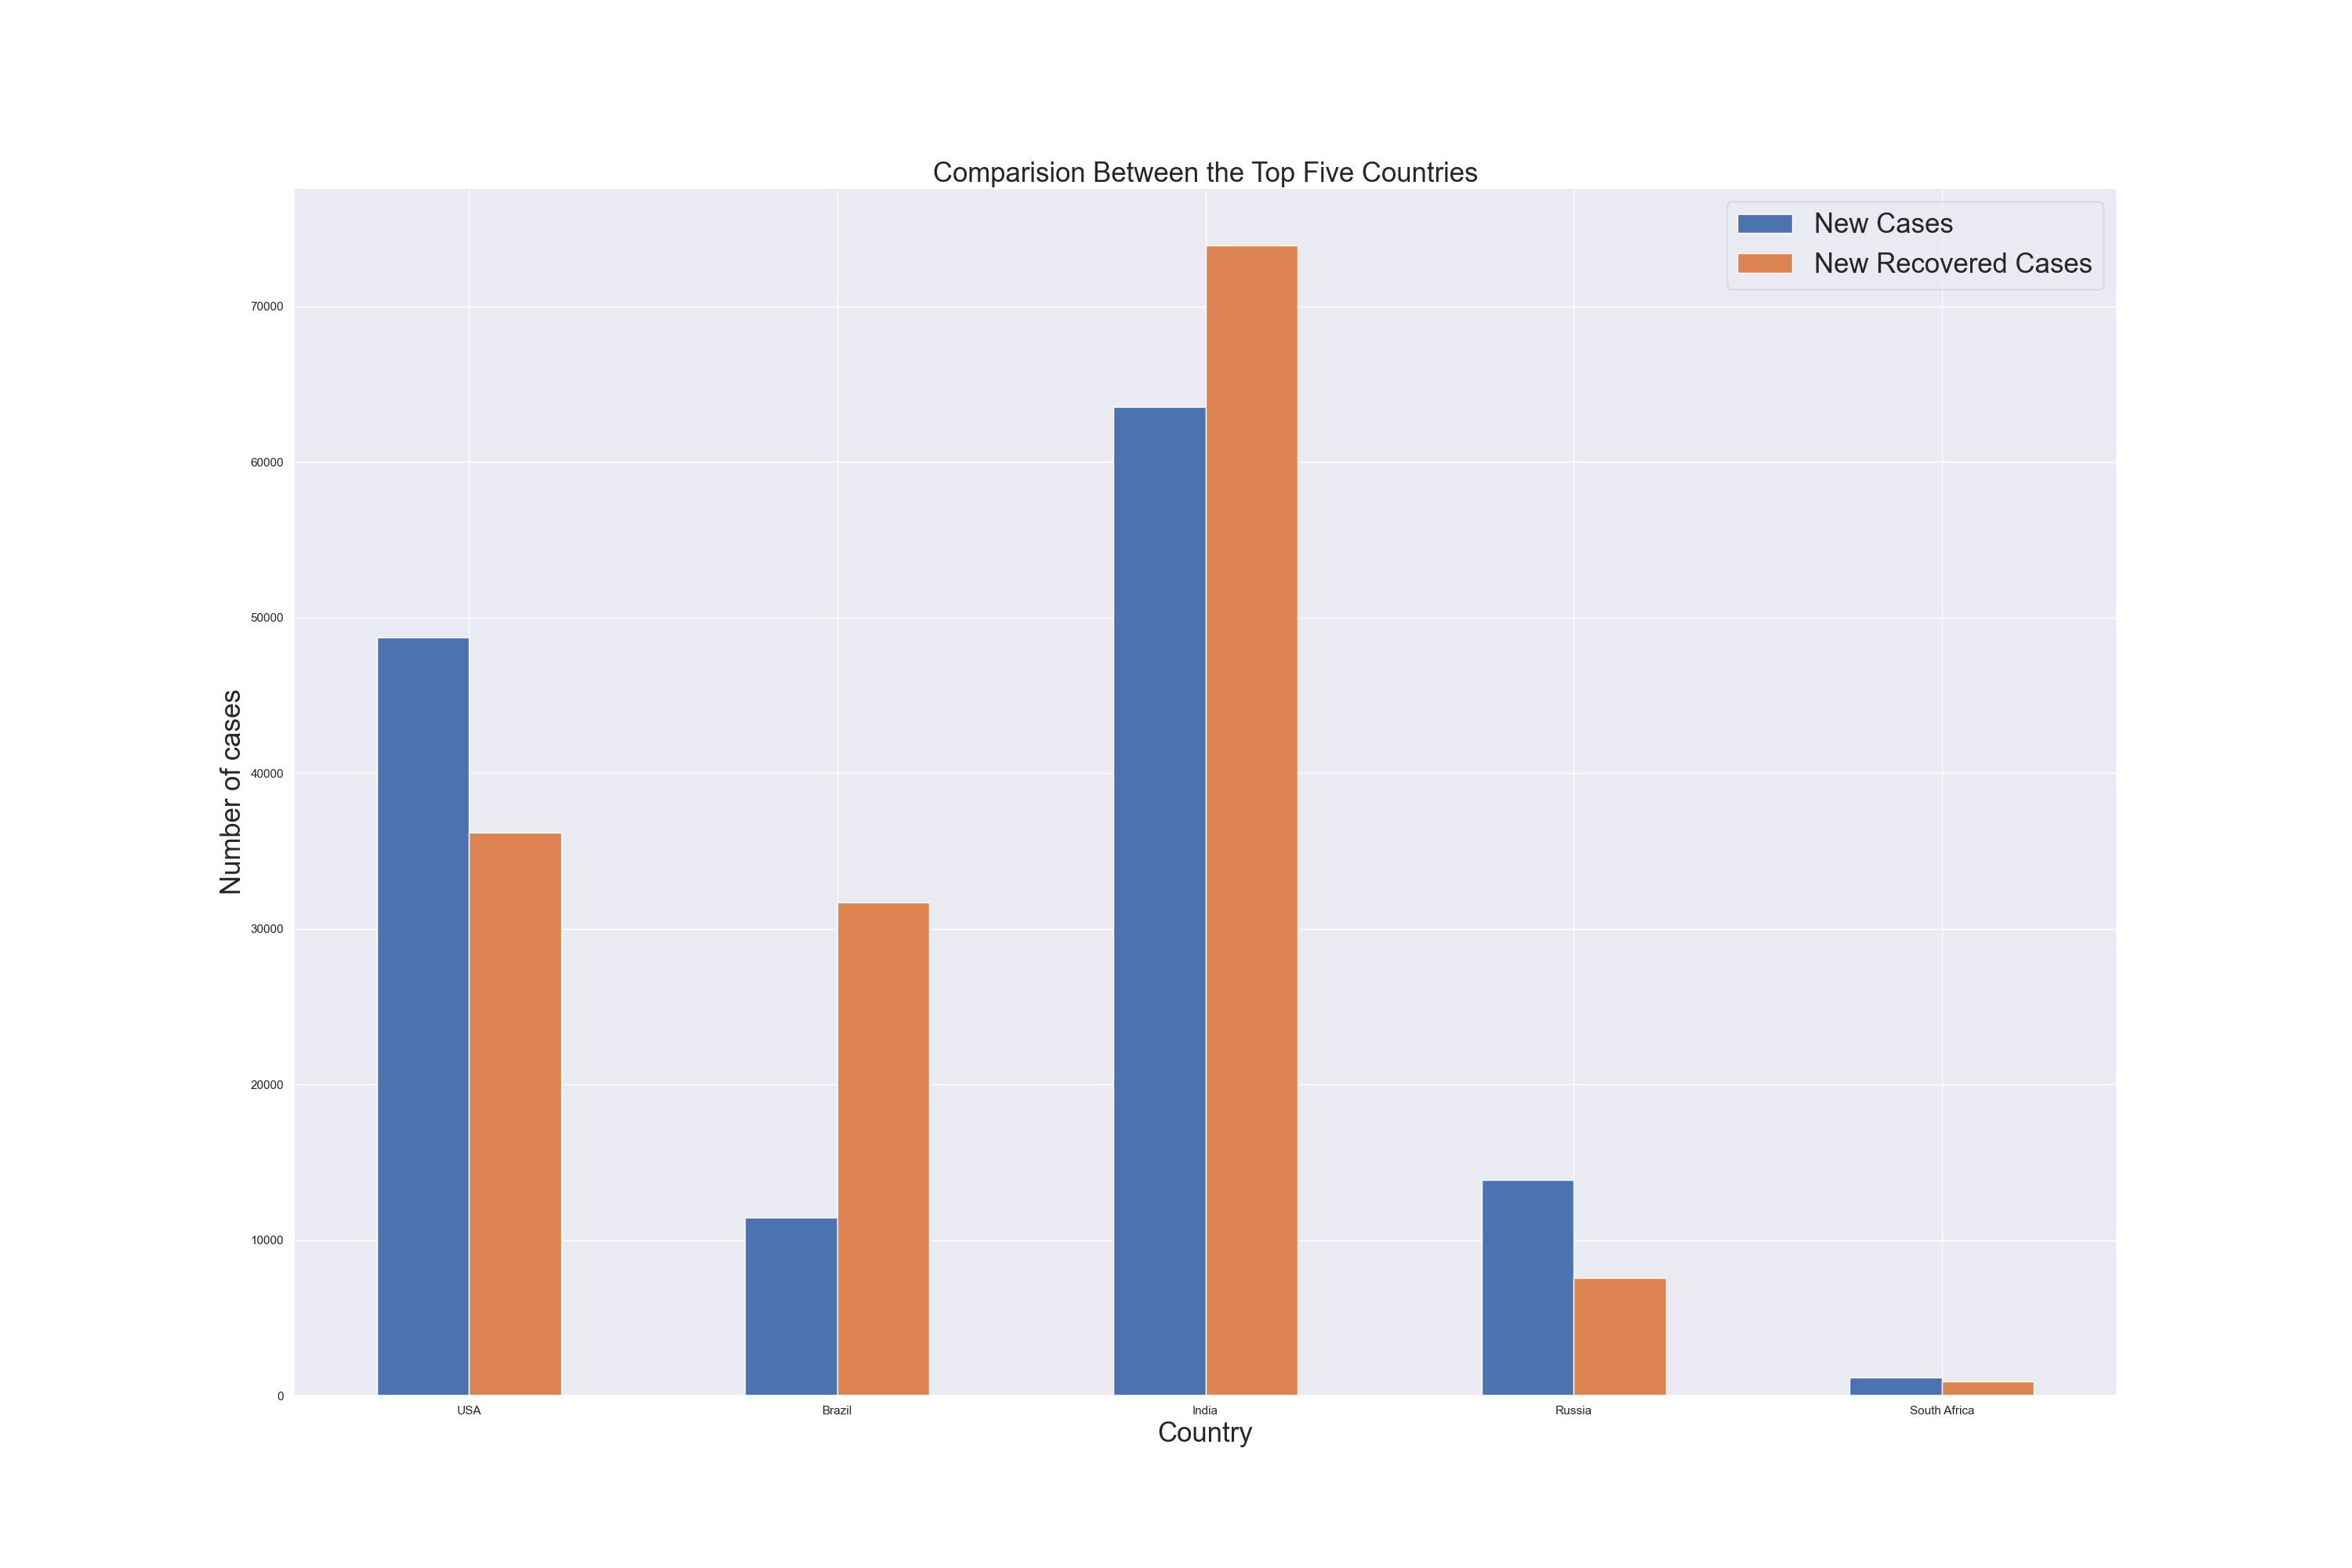 Comparision Between the Top Five Countries
New Cases
New Recovered Cases
70000
60000
50000
40000
30000
20000
10000
0
Number of cases
USA
Brazil
India
Russia
South Africa
Country